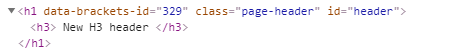 ▼<h1 data-brackets-id="329" class="page-header" id="header">
<h3> New H3 header </h3>
</h1>